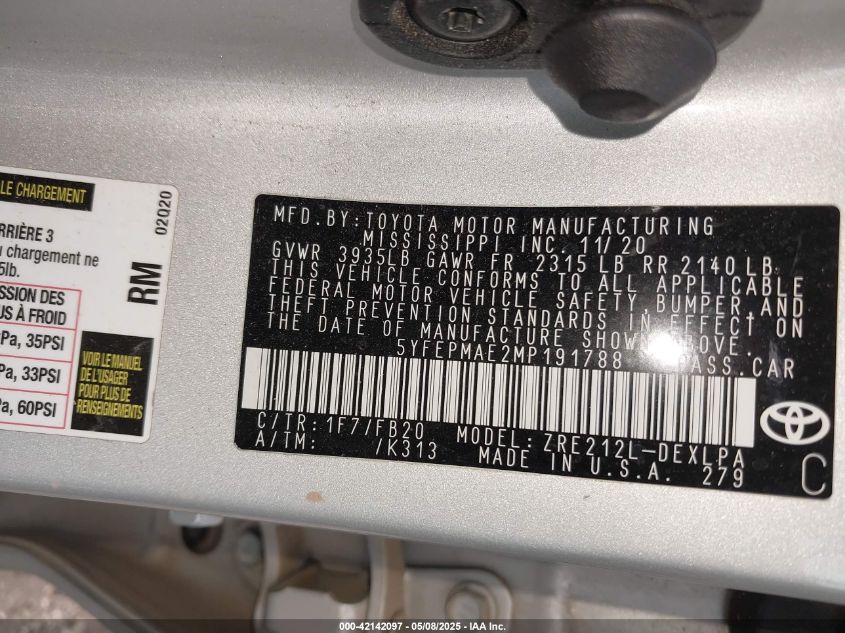 LE CHARGEMENT
RRIÈRE 3
u chargement ne
5lb.
SSION DES
US À FROID
Pa, 35PSI
Pa, 33PSI
Pa, 60PSI
VOIR LE MANUEL
DE L'USAGER
POUR PLUS DE
RENSEIGNEMENTS
RM
02Q20
MFD.BY:TOYOTA MOTOR MANUFACTURING
MISSISSIPPI INC. 11/20
GVWR 3935LB GAWR FR 2315 LB RR 2140 LB
THIS VEHICLE CONFORMS TO ALL APPLICABLE
FEDERAL MOTOR VEHICLE SAFETY, BUMPER, AND
THEFT PREVENTION STANDARDS IN EFFECT ON
THE DATE OF MANUFACTURE SHOWN ABOVE.
5YFEPMAE2MP191788 PASS.CAR
C/TR: 1F7/FB20 MODEL: ZRE212L-DEXLPA
A/TM: /K313 MADE IN U.S.A. 279
C
000-42142097 - 05/08/2025 - IAA Inc.